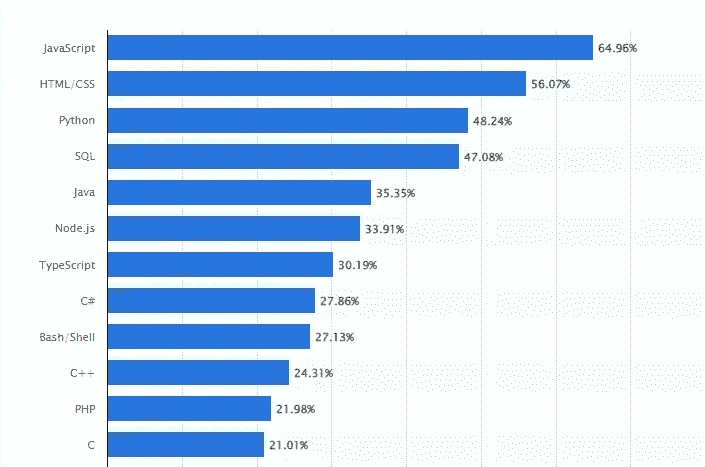 JavaScript 64.96%
HTML/CSS 56.07%
Python 48.24%
SQL 47.08%
Java 35.35%
Node.js 33.91%
TypeScript 30.19%
C# 27.86%
Bash/Shell 27.13%
C++ 24.31%
PHP 21.98%
C 21.01%